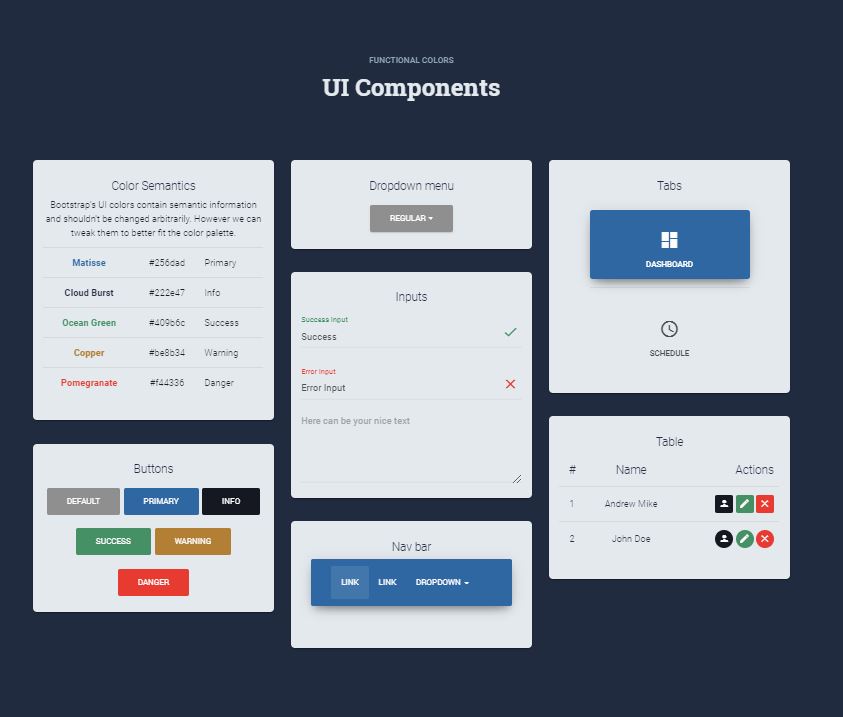 FUNCTIONAL COLORS
UI Components
Color Semantics
Bootstrap's UI colors contain semantic information
and shouldn't be changed arbitrarily. However we can
tweak them to better fit the color palette.
Matisse #256dad Primary
Cloud Burst #222e47 Info
Ocean Green #409b6c Success
Copper #be8b34 Warning
Pomegranate #f44336 Danger
Buttons
DEFAULT PRIMARY INFO
SUCCESS WARNING
DANGER
Dropdown menu
REGULAR
Inputs
Success input
Success
Error input
Error Input
Here can be your nice text
Nav bar
LINK LINK DROPDOWN
Tabs
DASHBOARD
SCHEDULE
Table
# Name Actions
1 Andrew Mike
2 John Doe